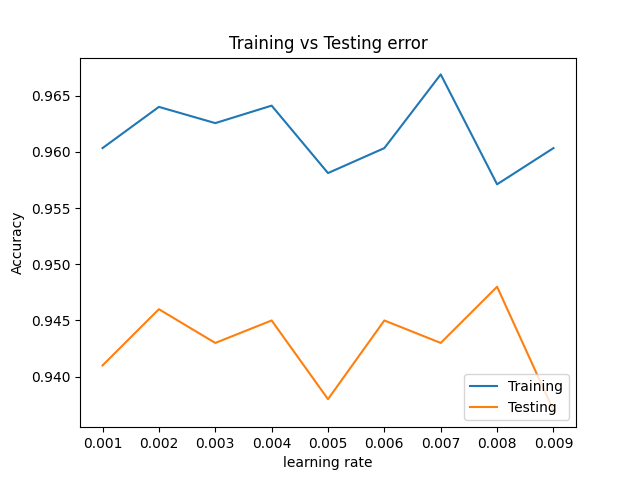 Training vs Testing error
0.965
0.960
0.955
0.950
0.945
0.940
Accuracy
Training
Testing
0.001 0.002 0.003 0.004 0.005 0.006 0.007 0.008 0.009
learning rate